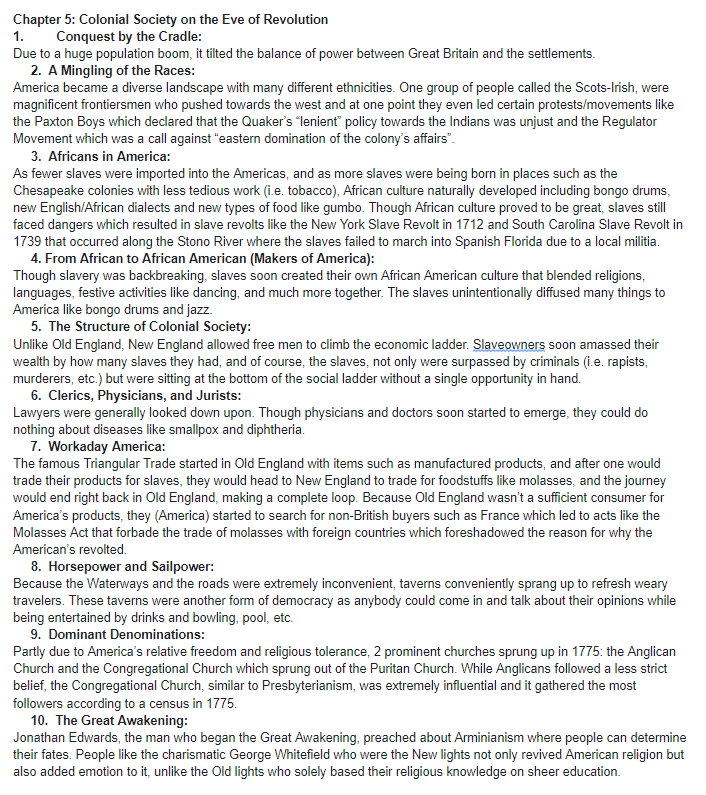 Chapter 5: Colonial Society on the Eve of Revolution
1. Conquest by the Cradle:
Due to a huge population boom, it tilted the balance of power between Great Britain and the settlements.
2. A Mingling of the Races:
America became a diverse landscape with many different ethnicities. One group of people called the Scots-Irish, were
magnificent frontiersmen who pushed towards the west and at one point they even led certain protests/movements like
the Paxton Boys which declared that the Quaker's "lenient" policy towards the Indians was unjust and the Regulator
Movement which was a call against "eastern domination of the colony's affairs".
3. Africans in America:
As fewer slaves were imported into the Americas, and as more slaves were being born in places such as the
Chesapeake colonies with less tedious work (i.e. tobacco), African culture naturally developed including bongo drums,
new English/African dialects and new types of food like gumbo. Though African culture proved to be great, slaves still
faced dangers which resulted in slave revolts like the New York Slave Revolt in 1712 and South Carolina Slave Revolt in
1739 that occurred along the Stono River where the slaves failed to march into Spanish Florida due to a local militia.
4. From African to African American (Makers of America):
Though slavery was backbreaking, slaves soon created their own African American culture that blended religions,
languages, festive activities like dancing, and much more together. The slaves unintentionally diffused many things to
America like bongo drums and jazz.
5. The Structure of Colonial Society:
Unlike Old England, New England allowed free men to climb the economic ladder. Slaveowners soon amassed their
wealth by how many slaves they had, and of course, the slaves, not only were surpassed by criminals (i.e. rapists,
murderers, etc.) but were sitting at the bottom of the social ladder without a single opportunity in hand.
6. Clerics, Physicians, and Jurists:
Lawyers were generally looked down upon. Though physicians and doctors soon started to emerge, they could do
nothing about diseases like smallpox and diphtheria.
7. Workaday America:
The famous Triangular Trade started in Old England with items such as manufactured products, and after one would
trade their products for slaves, they would head to New England to trade for foodstuffs like molasses, and the journey
would end right back in Old England, making a complete loop. Because Old England wasn't a sufficient consumer for
America's products, they (America) started to search for non-British buyers such as France which led to acts like the
Molasses Act that forbade the trade of molasses with foreign countries which foreshadowed the reason for why the
American's revolted.
8. Horsepower and Sailpower:
Because the Waterways and the roads were extremely inconvenient, taverns conveniently sprang up to refresh weary
travelers. These taverns were another form of democracy as anybody could come in and talk about their opinions while
being entertained by drinks and bowling, pool, etc.
9. Dominant Denominations:
Partly due to America's relative freedom and religious tolerance, 2 prominent churches sprung up in 1775: the Anglican
Church and the Congregational Church which sprung out of the Puritan Church. While Anglicans followed a less strict
belief, the Congregational Church, similar to Presbyterianism, was extremely influential and it gathered the most
followers according to a census in 1775.
10. The Great Awakening:
Jonathan Edwards, the man who began the Great Awakening, preached about Arminianism where people can determine
their fates. People like the charismatic George Whitefield who were the New lights not only revived American religion but
also added emotion to it, unlike the Old lights who solely based their religious knowledge on sheer education.